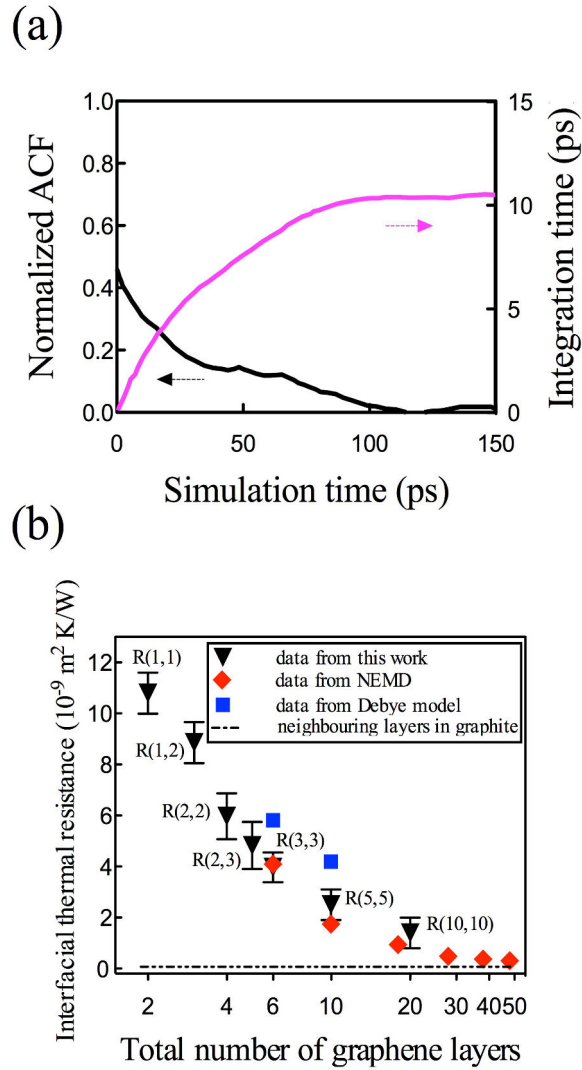 (a)
Normalized ACF
1.0
0.8
0.6
0.4
0.2
0.0
15
10
5
0
Integration time (ps)
0 50 100 150
Simulation time (ps)
(b)
Interfacial thermal resistance (10⁻⁹ m² K/W)
12
10
8
6
4
2
0
R(1,1)
R(1,2)
R(2,2)
R(2,3)
R(3,3)
R(5,5)
R(10,10)
data from this work
data from NEMD
data from Debye model
neighbouring layers in graphite
2 4 6 10 20 30 40 50
Total number of graphene layers